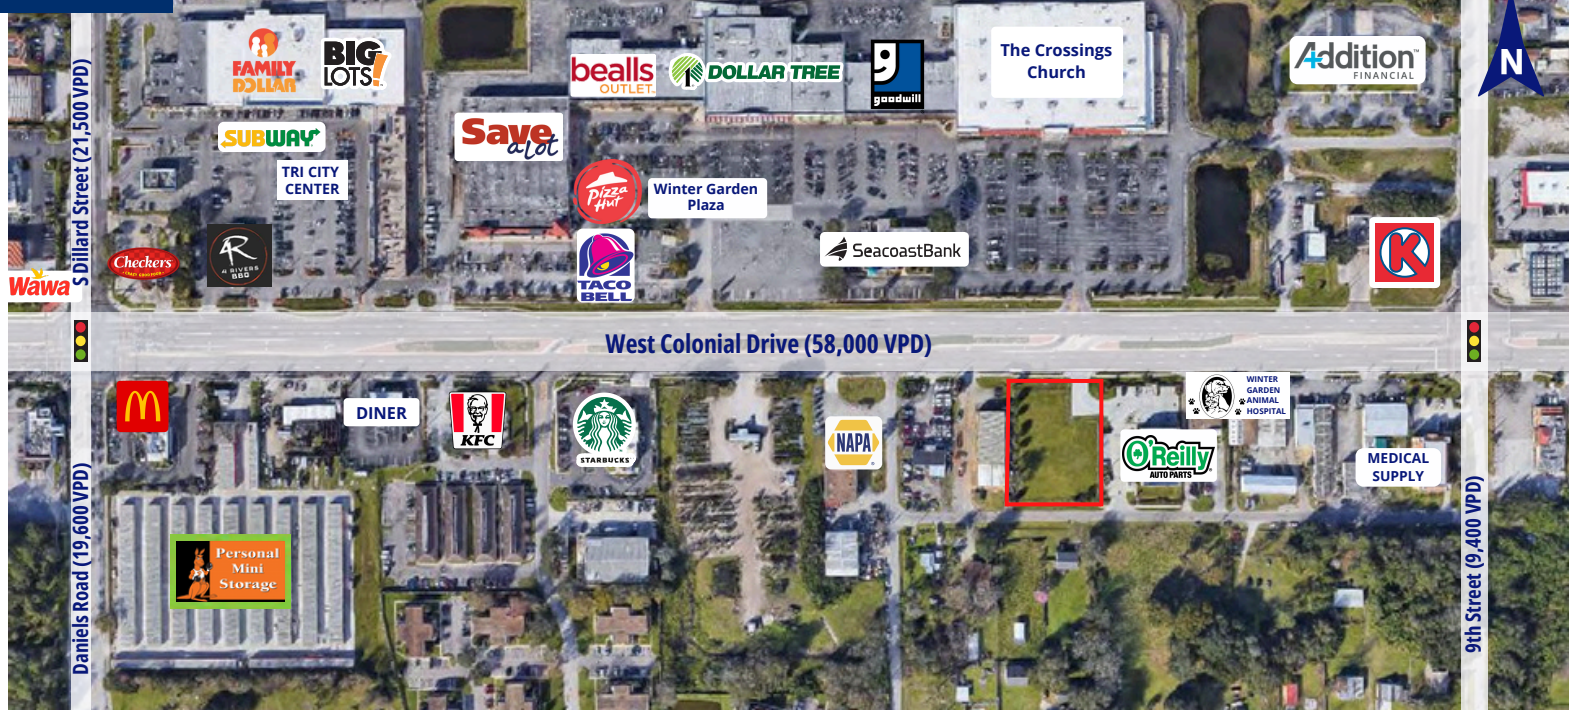 FAMILY
DOLLAR
BIG
LOTS!
bealls
OUTLET
DOLLAR TREE
goodwill
The Crossings
Church
Addition™
FINANCIAL
N
S Dillard Street (21,500 VPD)
SUBWAY
TRI CITY
CENTER
Save
a lot
Pizza
Hut
Winter Garden
Plaza
Checkers
4R
4 RIVERS
BBQ
TACO
BELL
SeacoastBank
K
Wawa
West Colonial Drive (58,000 VPD)
M
DINER
KFC
STARBUCKS
NAPA
WINTER
GARDEN
ANIMAL
HOSPITAL
O'Reilly
AUTO PARTS
MEDICAL
SUPPLY
Daniels Road (19,600 VPD)
Personal
Mini
Storage
9th Street (9,400 VPD)